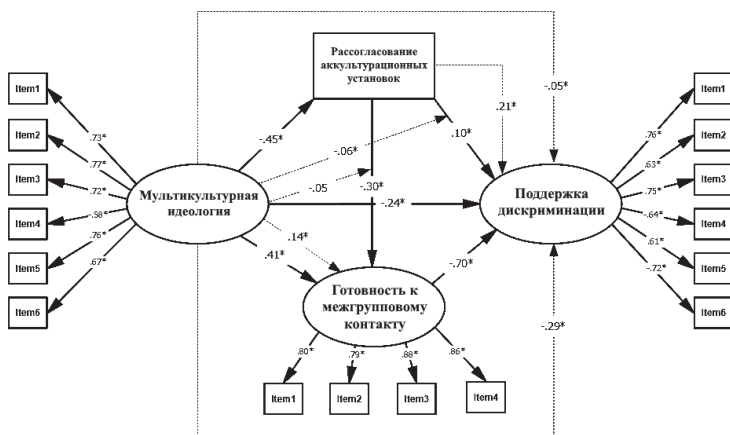 Рассогласование
аккультурационных
установок
Item1
Item2
Item3
Item4
Item5
Item6
.73*
.77*
.72*
-.58*
.76*
.67*
Мультикультурная
идеология
-.45*
-.06*
-.05
-.30*
-.24*
.14*
.41*
.10*
.21*
-.05*
-.70*
-.29*
Поддержка
дискриминации
.76*
.63*
.75*
-.64*
.61*
-.72*
Item1
Item2
Item3
Item4
Item5
Item6
Готовность к
межгрупповому
контакту
.80*
.79*
.88*
.86*
Item1
Item2
Item3
Item4